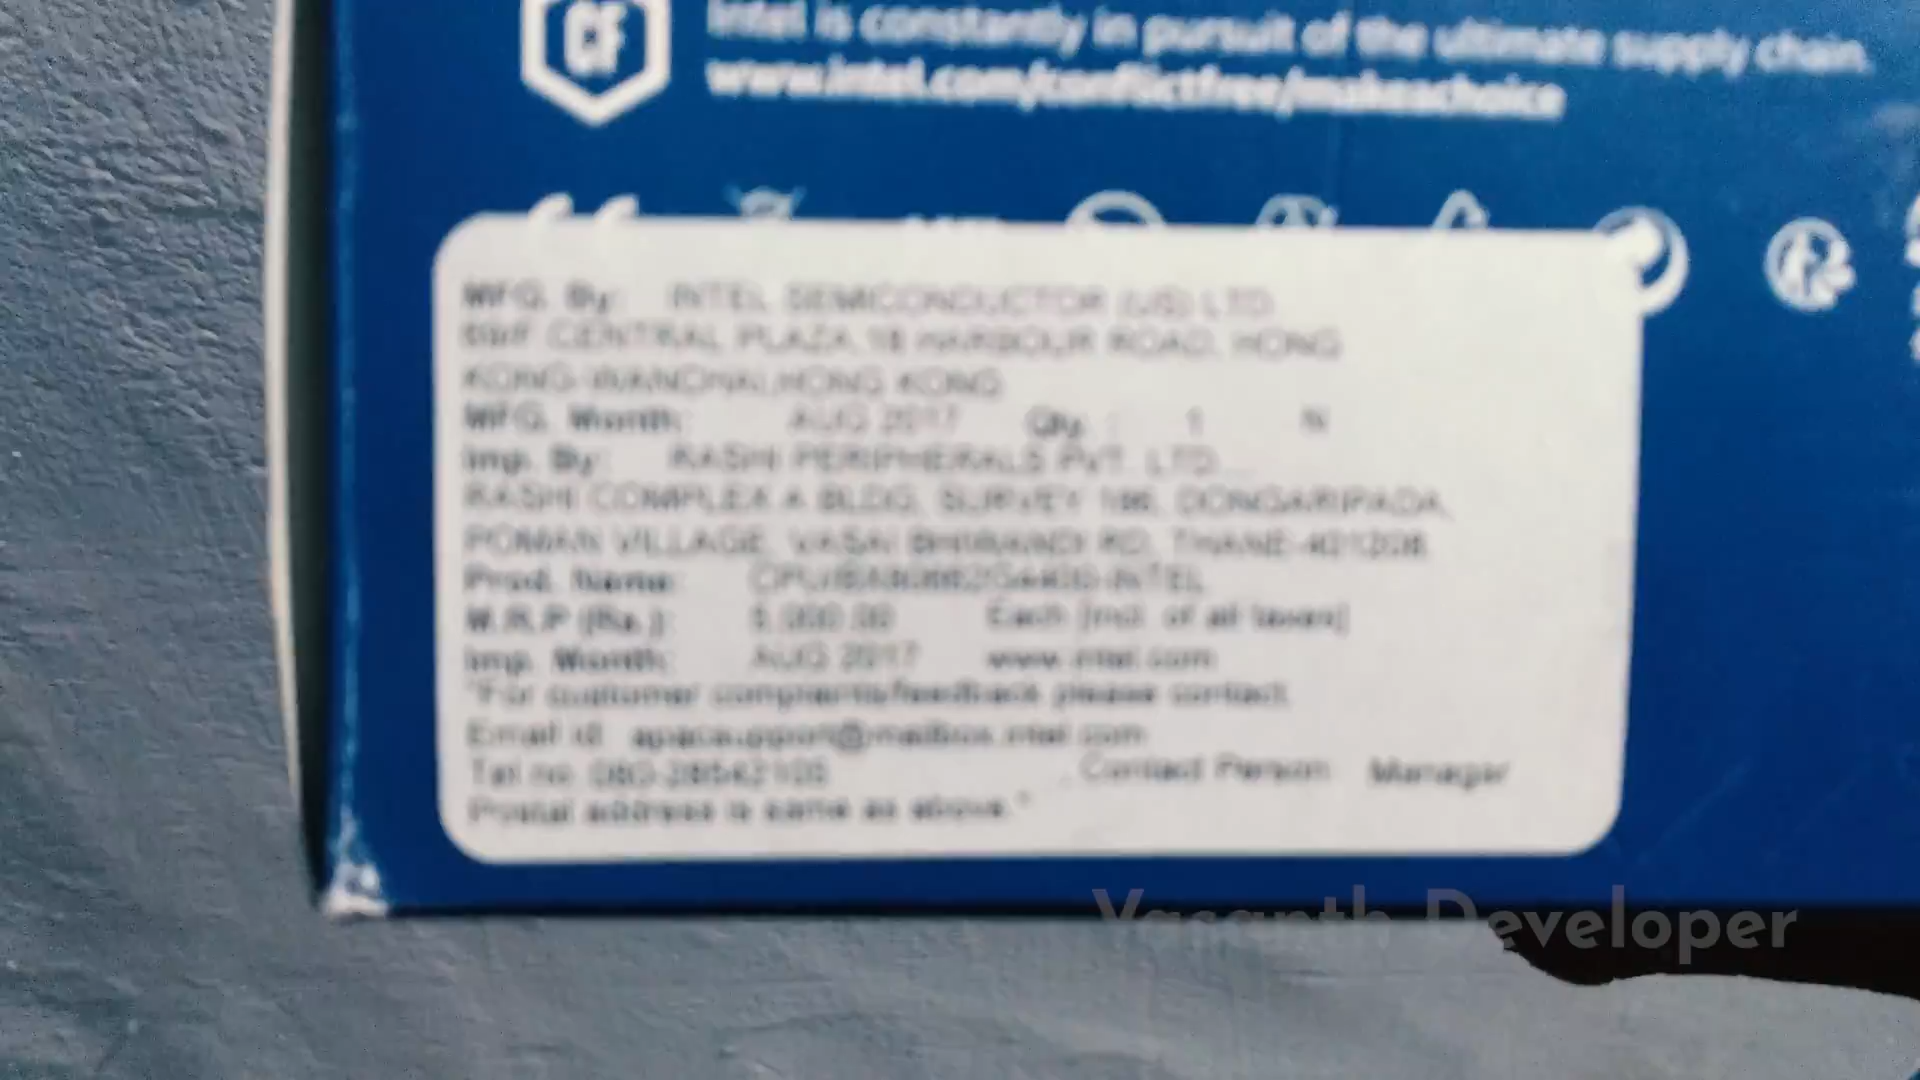 CF
Intel is constantly in pursuit of the ultimate supply chain.
www.intel.com/conflictfree/makeachoice
MFG. By: INTEL SEMICONDUCTOR (US) LTD
CENTRAL PLAZA, 18 HARBOUR ROAD, HONG
KONG-WANCHAI,HONG KONG
MFG. Month: AUG 2017 Qty. : 1 N
Imp. By: RASHI PERIPHERALS PVT. LTD.
RASHI COMPLEX A BLDG, SURVEY 186, DONGARIPADA,
POMAN VILLAGE, VASAI BHIWANDI RD, THANE-401208.
Prod. Name:
M.R.P (Rs.): Each [incl. of all taxes]
Imp. Month: AUG 2017 www.intel.com
"For customer complaints/feedback please contact.
Email id: apacsupport@mailbox.intel.com
Tel no. Contact Person: Manager
Postal address is same as above."
Vasanth Developer